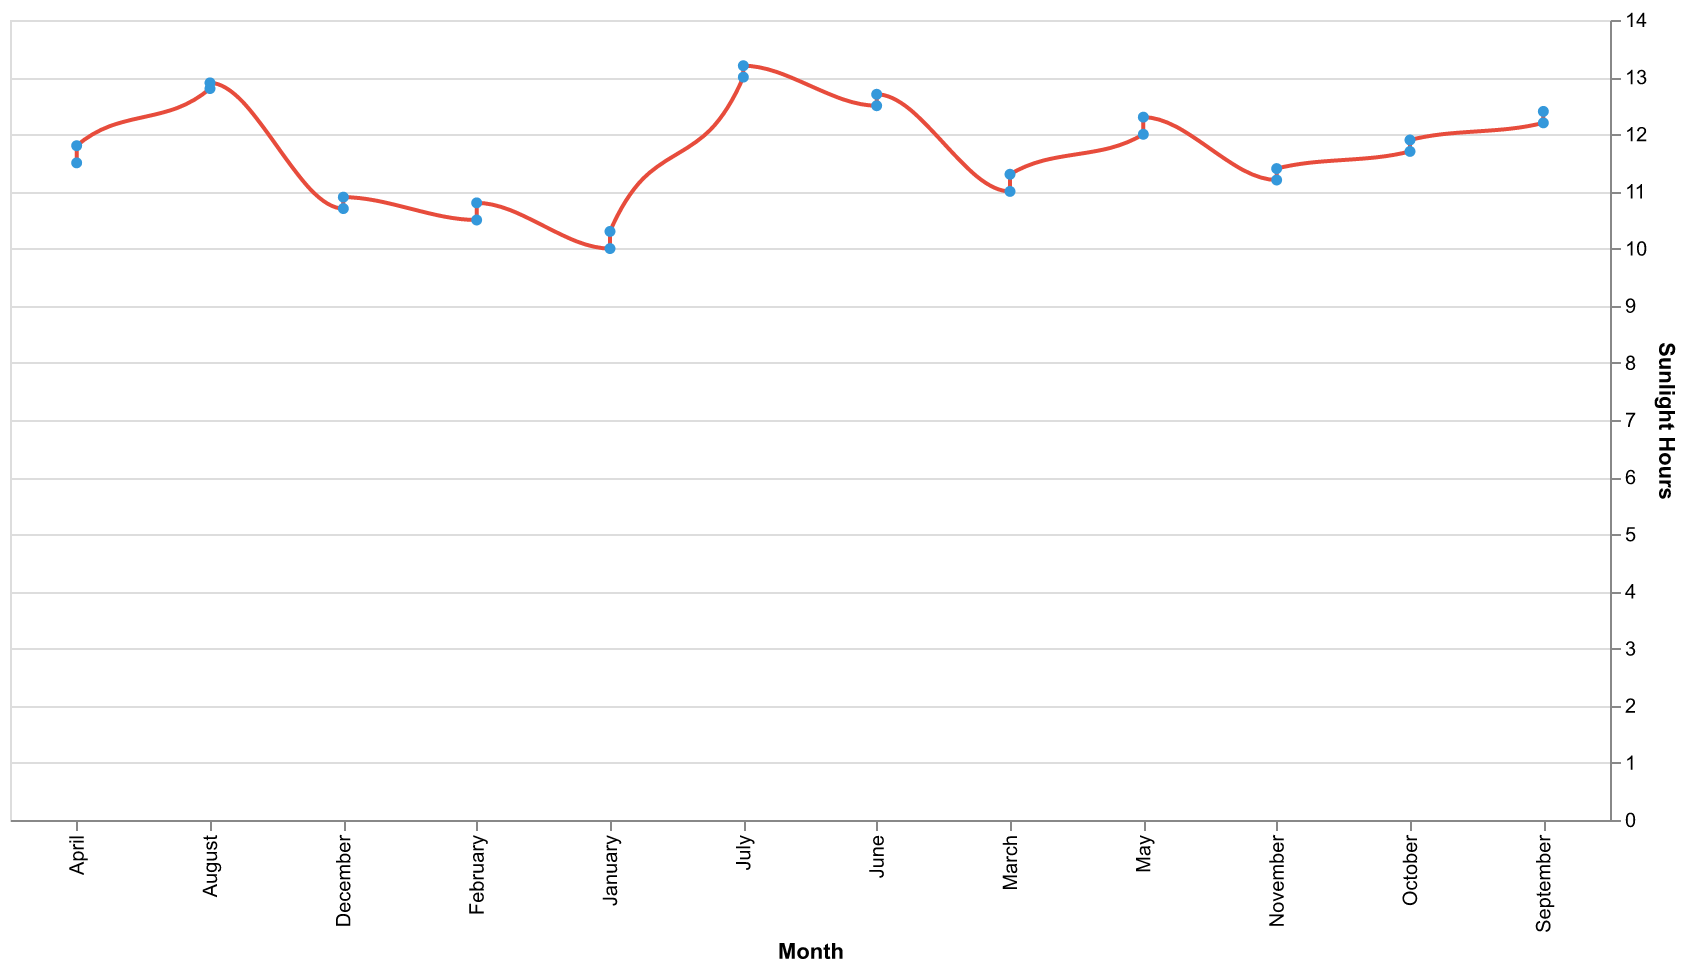 14
13
12
11
10
9
8
7
6
5
4
3
2
1
0
Sunlight Hours
April
August
December
February
January
July
June
March
May
November
October
September
Month